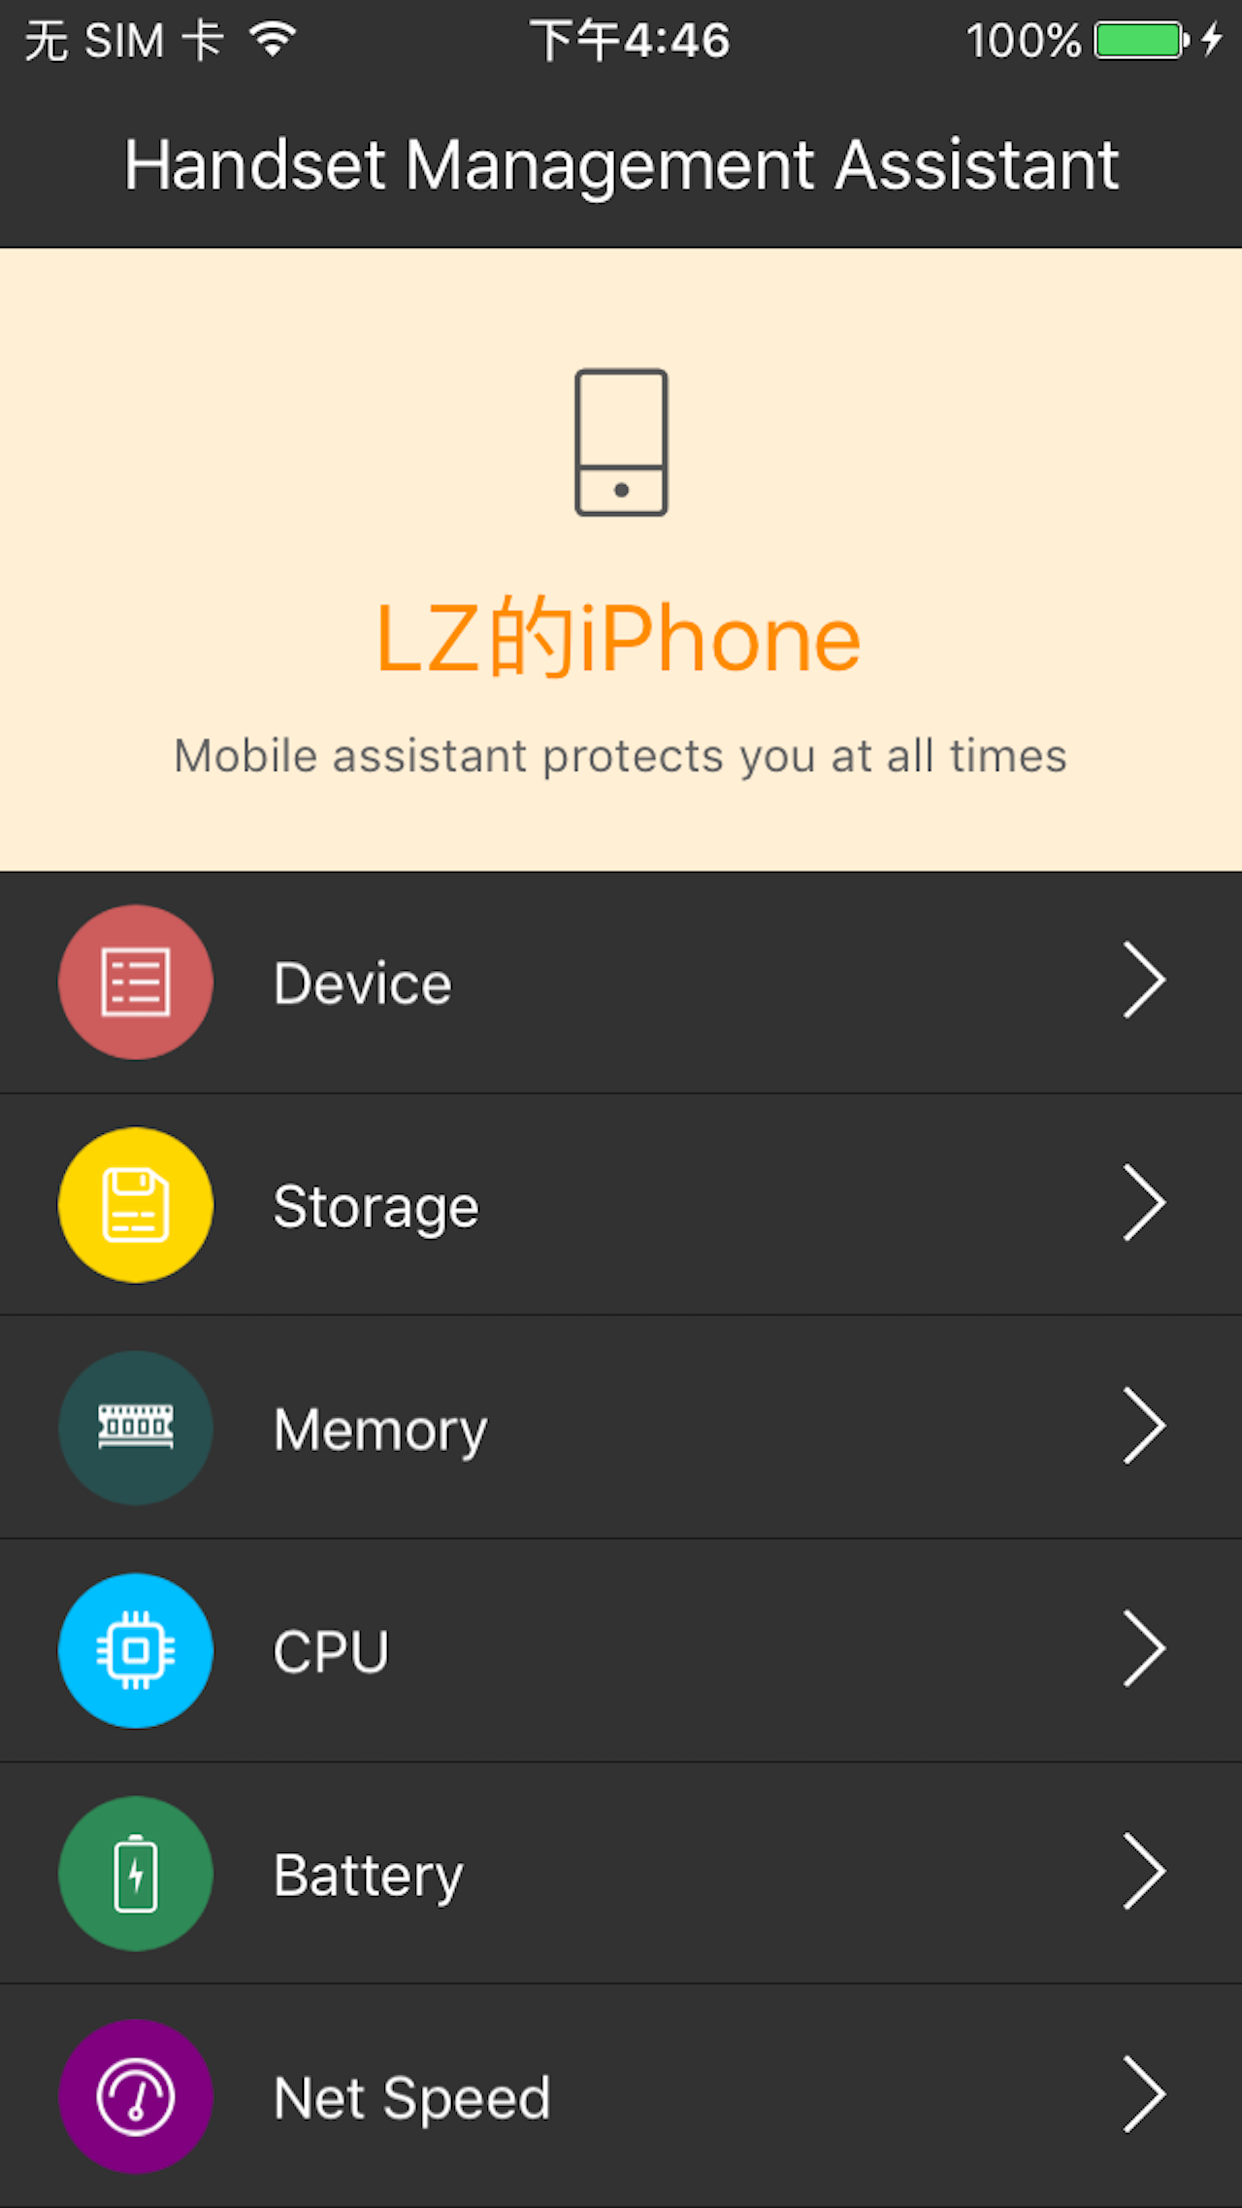 无 SIM 卡 下午4:46 100%
Handset Management Assistant
LZ的iPhone
Mobile assistant protects you at all times
Device
Storage
Memory
CPU
Battery
Net Speed